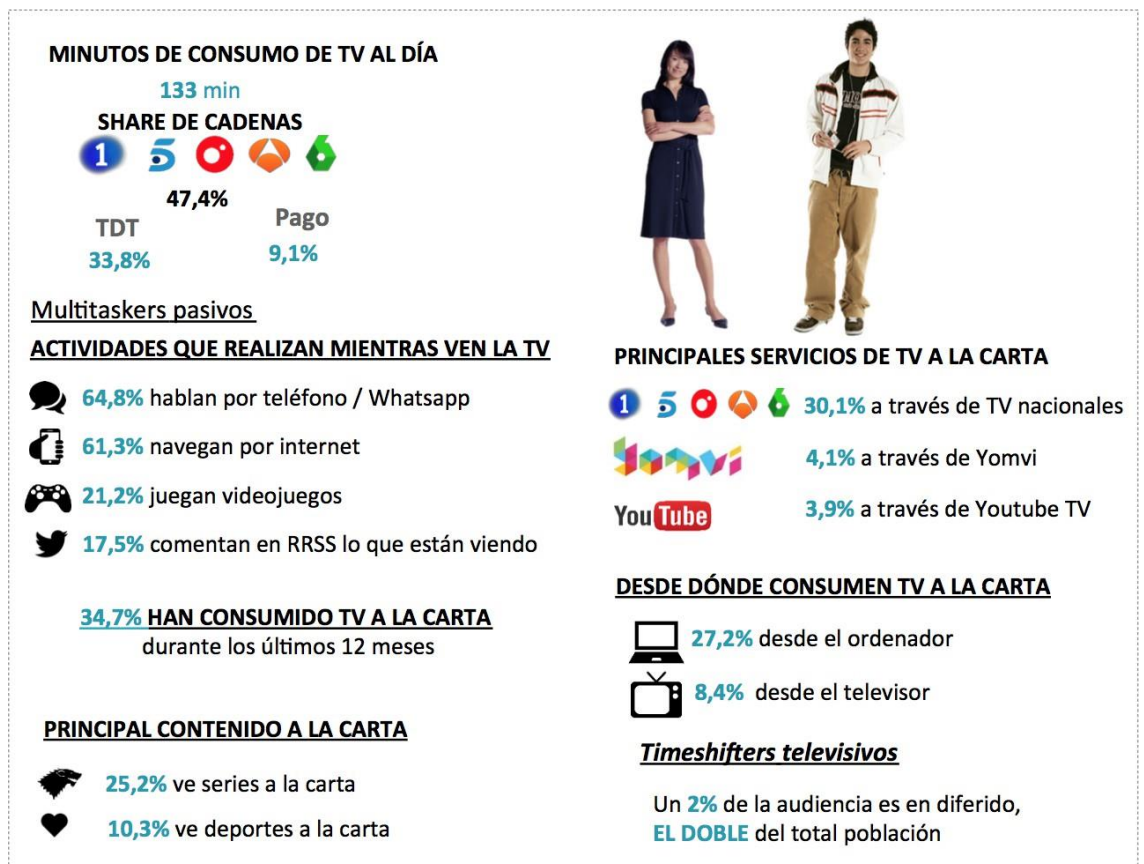 MINUTOS DE CONSUMO DE TV AL DÍA
133 min
SHARE DE CADENAS
1 5 6
47,4%
TDT
33,8%
Pago
9,1%
Multitaskers pasivos
ACTIVIDADES QUE REALIZAN MIENTRAS VEN LA TV
64,8% hablan por teléfono / Whatsapp
61,3% navegan por internet
21,2% juegan videojuegos
17,5% comentan en RRSS lo que están viendo
34,7% HAN CONSUMIDO TV A LA CARTA
durante los últimos 12 meses
PRINCIPAL CONTENIDO A LA CARTA
25,2% ve series a la carta
10,3% ve deportes a la carta
PRINCIPALES SERVICIOS DE TV A LA CARTA
1 5 6 30,1% a través de TV nacionales
yomvi 4,1% a través de Yomvi
YouTube 3,9% a través de Youtube TV
DESDE DÓNDE CONSUMEN TV A LA CARTA
27,2% desde el ordenador
8,4% desde el televisor
Timeshifters televisivos
Un 2% de la audiencia es en diferido,
EL DOBLE del total población